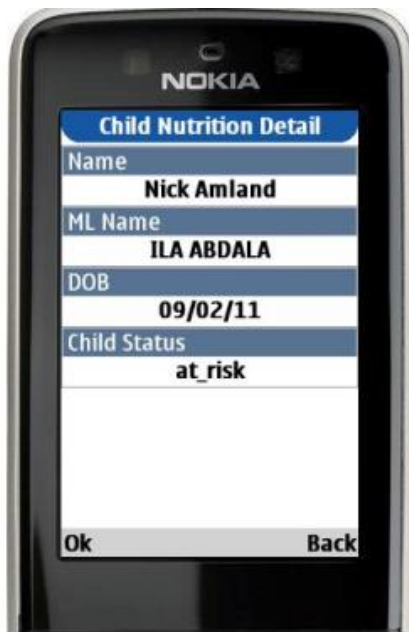 NOKIA
Child Nutrition Detail
Name
Nick Amland
ML Name
ILA ABDALA
DOB
09/02/11
Child Status
at_risk
Ok Back